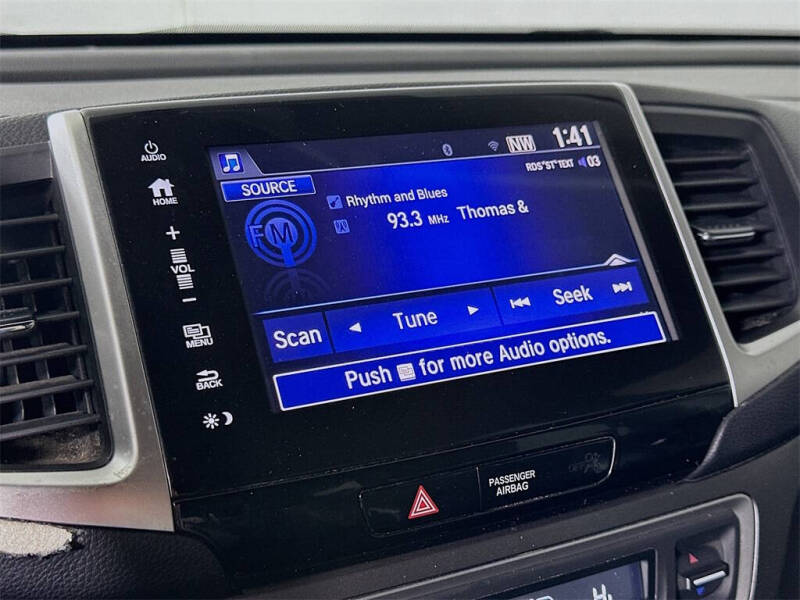 AUDIO
HOME
+
VOL
−
MENU
BACK
NW 1:41
RDS "ST" TEXT 03
SOURCE
FM
Rhythm and Blues
93.3 MHz Thomas &
Scan
Tune
Seek
Push for more Audio options.
PASSENGER
AIRBAG
OFF